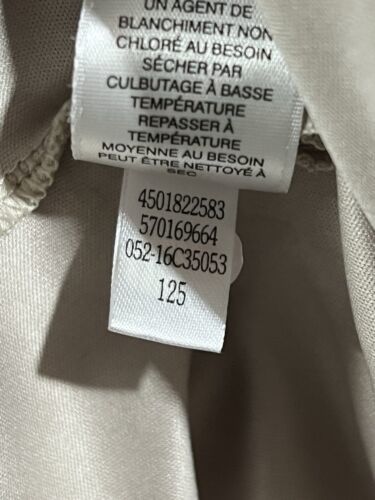 UN AGENT DE
BLANCHIMENT NON
CHLORÉ AU BESOIN
SÉCHER PAR
CULBUTAGE À BASSE
TEMPÉRATURE
REPASSER À
TEMPÉRATURE
MOYENNE AU BESOIN
PEUT ÊTRE NETTOYÉ À
SEC
4501822583
570169664
052-16C35053
125